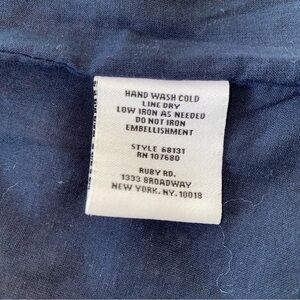 HAND WASH COLD
LINE DRY
LOW IRON AS NEEDED
DO NOT IRON
EMBELLISHMENT
STYLE 68131
RN 107680
RUBY RD.
1333 BROADWAY
NEW YORK, NY. 10018